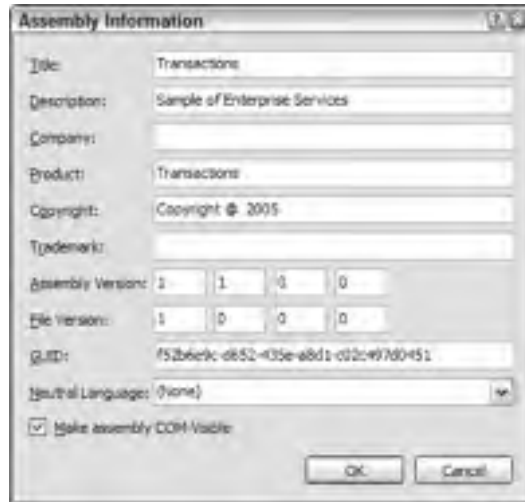 Assembly Information
Title: Transactions
Description: Sample of Enterprise Services
Company:
Product: Transactions
Copyright: Copyright @ 2005
Trademark:
Assembly Version: 1 1 0 0
File Version: 1 0 0 0
GUID: f52b6e9c-d652-435e-a8d1-c02c497d0451
Neutral Language: (None)
Make assembly COM-Visible
OK Cancel